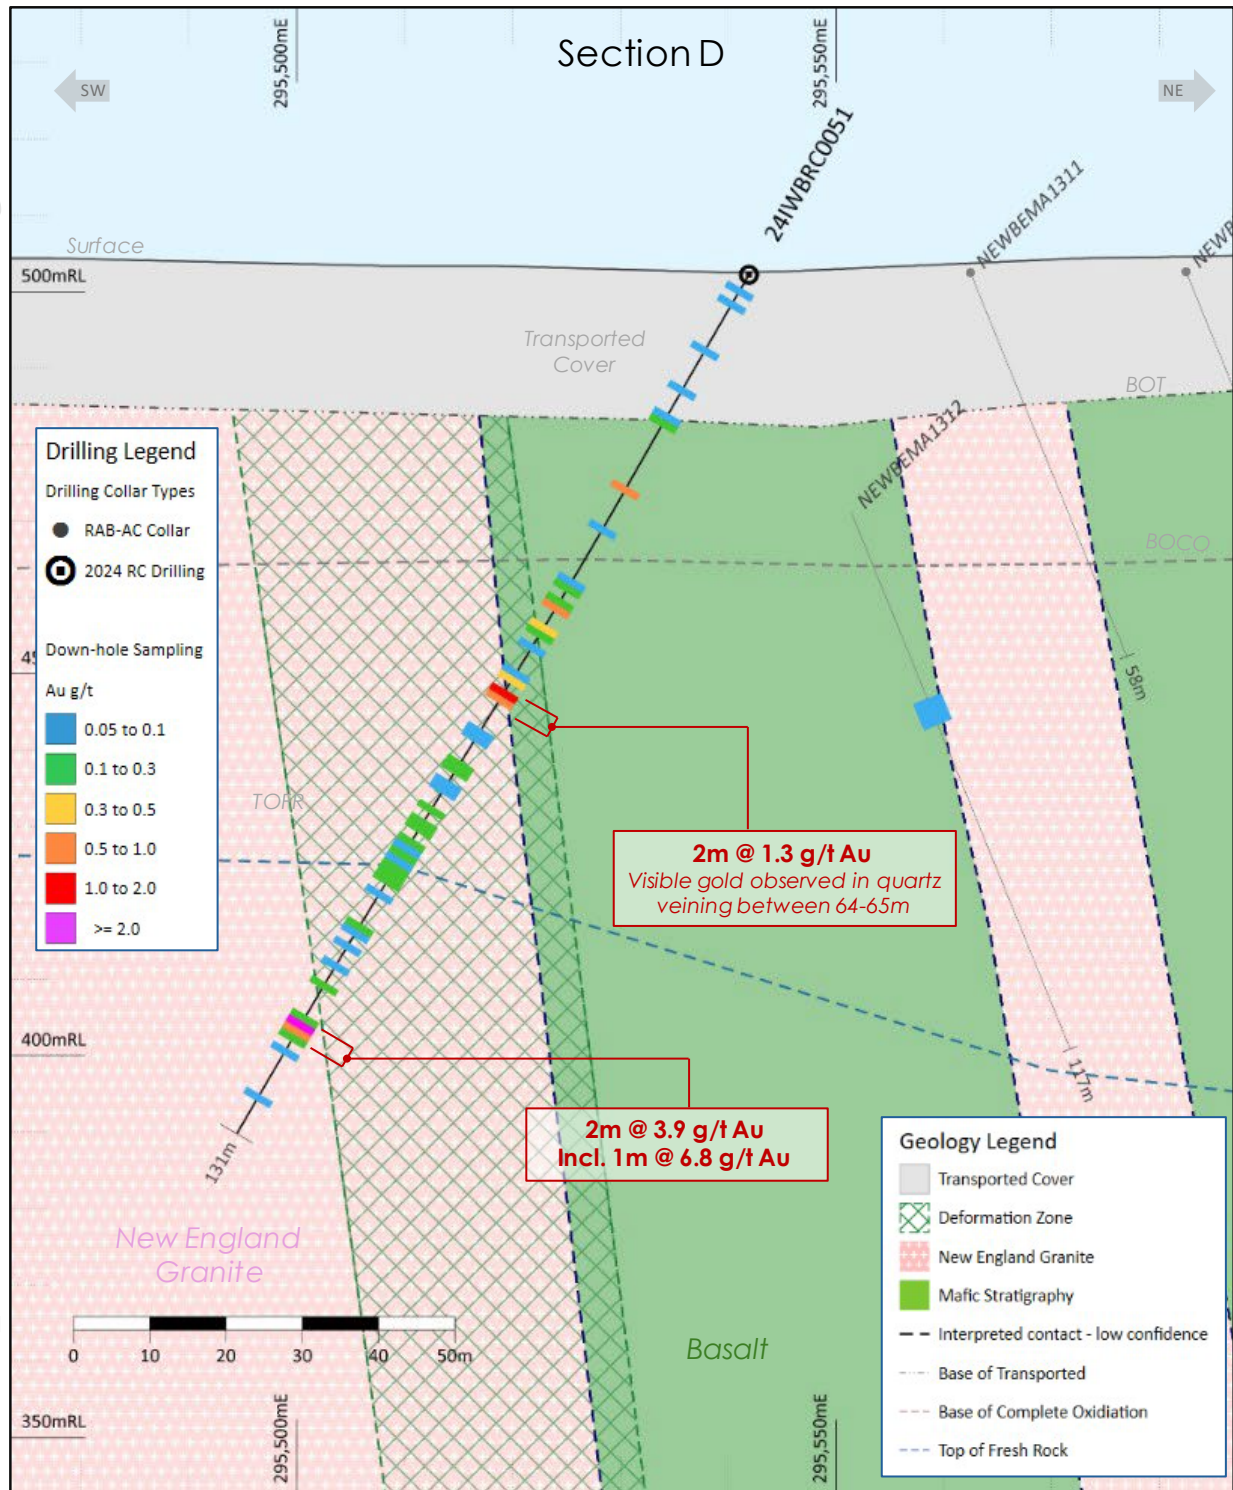 Section D
SW
NE
295,500mE
295,550mE
24IWBRC0051
NEWBEMA1311
Surface
500mRL
Transported
Cover
BOT
NEWBEMA1312
BOCO
58m
Drilling Legend
Drilling Collar Types
RAB-AC Collar
2024 RC Drilling
Down-hole Sampling
Au g/t
0.05 to 0.1
0.1 to 0.3
0.3 to 0.5
0.5 to 1.0
1.0 to 2.0
>= 2.0
TOFR
2m @ 1.3 g/t Au
Visible gold observed in quartz
veining between 64-65m
400mRL
117m
2m @ 3.9 g/t Au
Incl. 1m @ 6.8 g/t Au
131m
New England
Granite
0 10 20 30 40 50m
Basalt
350mRL
295,500mE
295,550mE
Geology Legend
Transported Cover
Deformation Zone
New England Granite
Mafic Stratigraphy
Interpreted contact - low confidence
Base of Transported
Base of Complete Oxidiation
Top of Fresh Rock